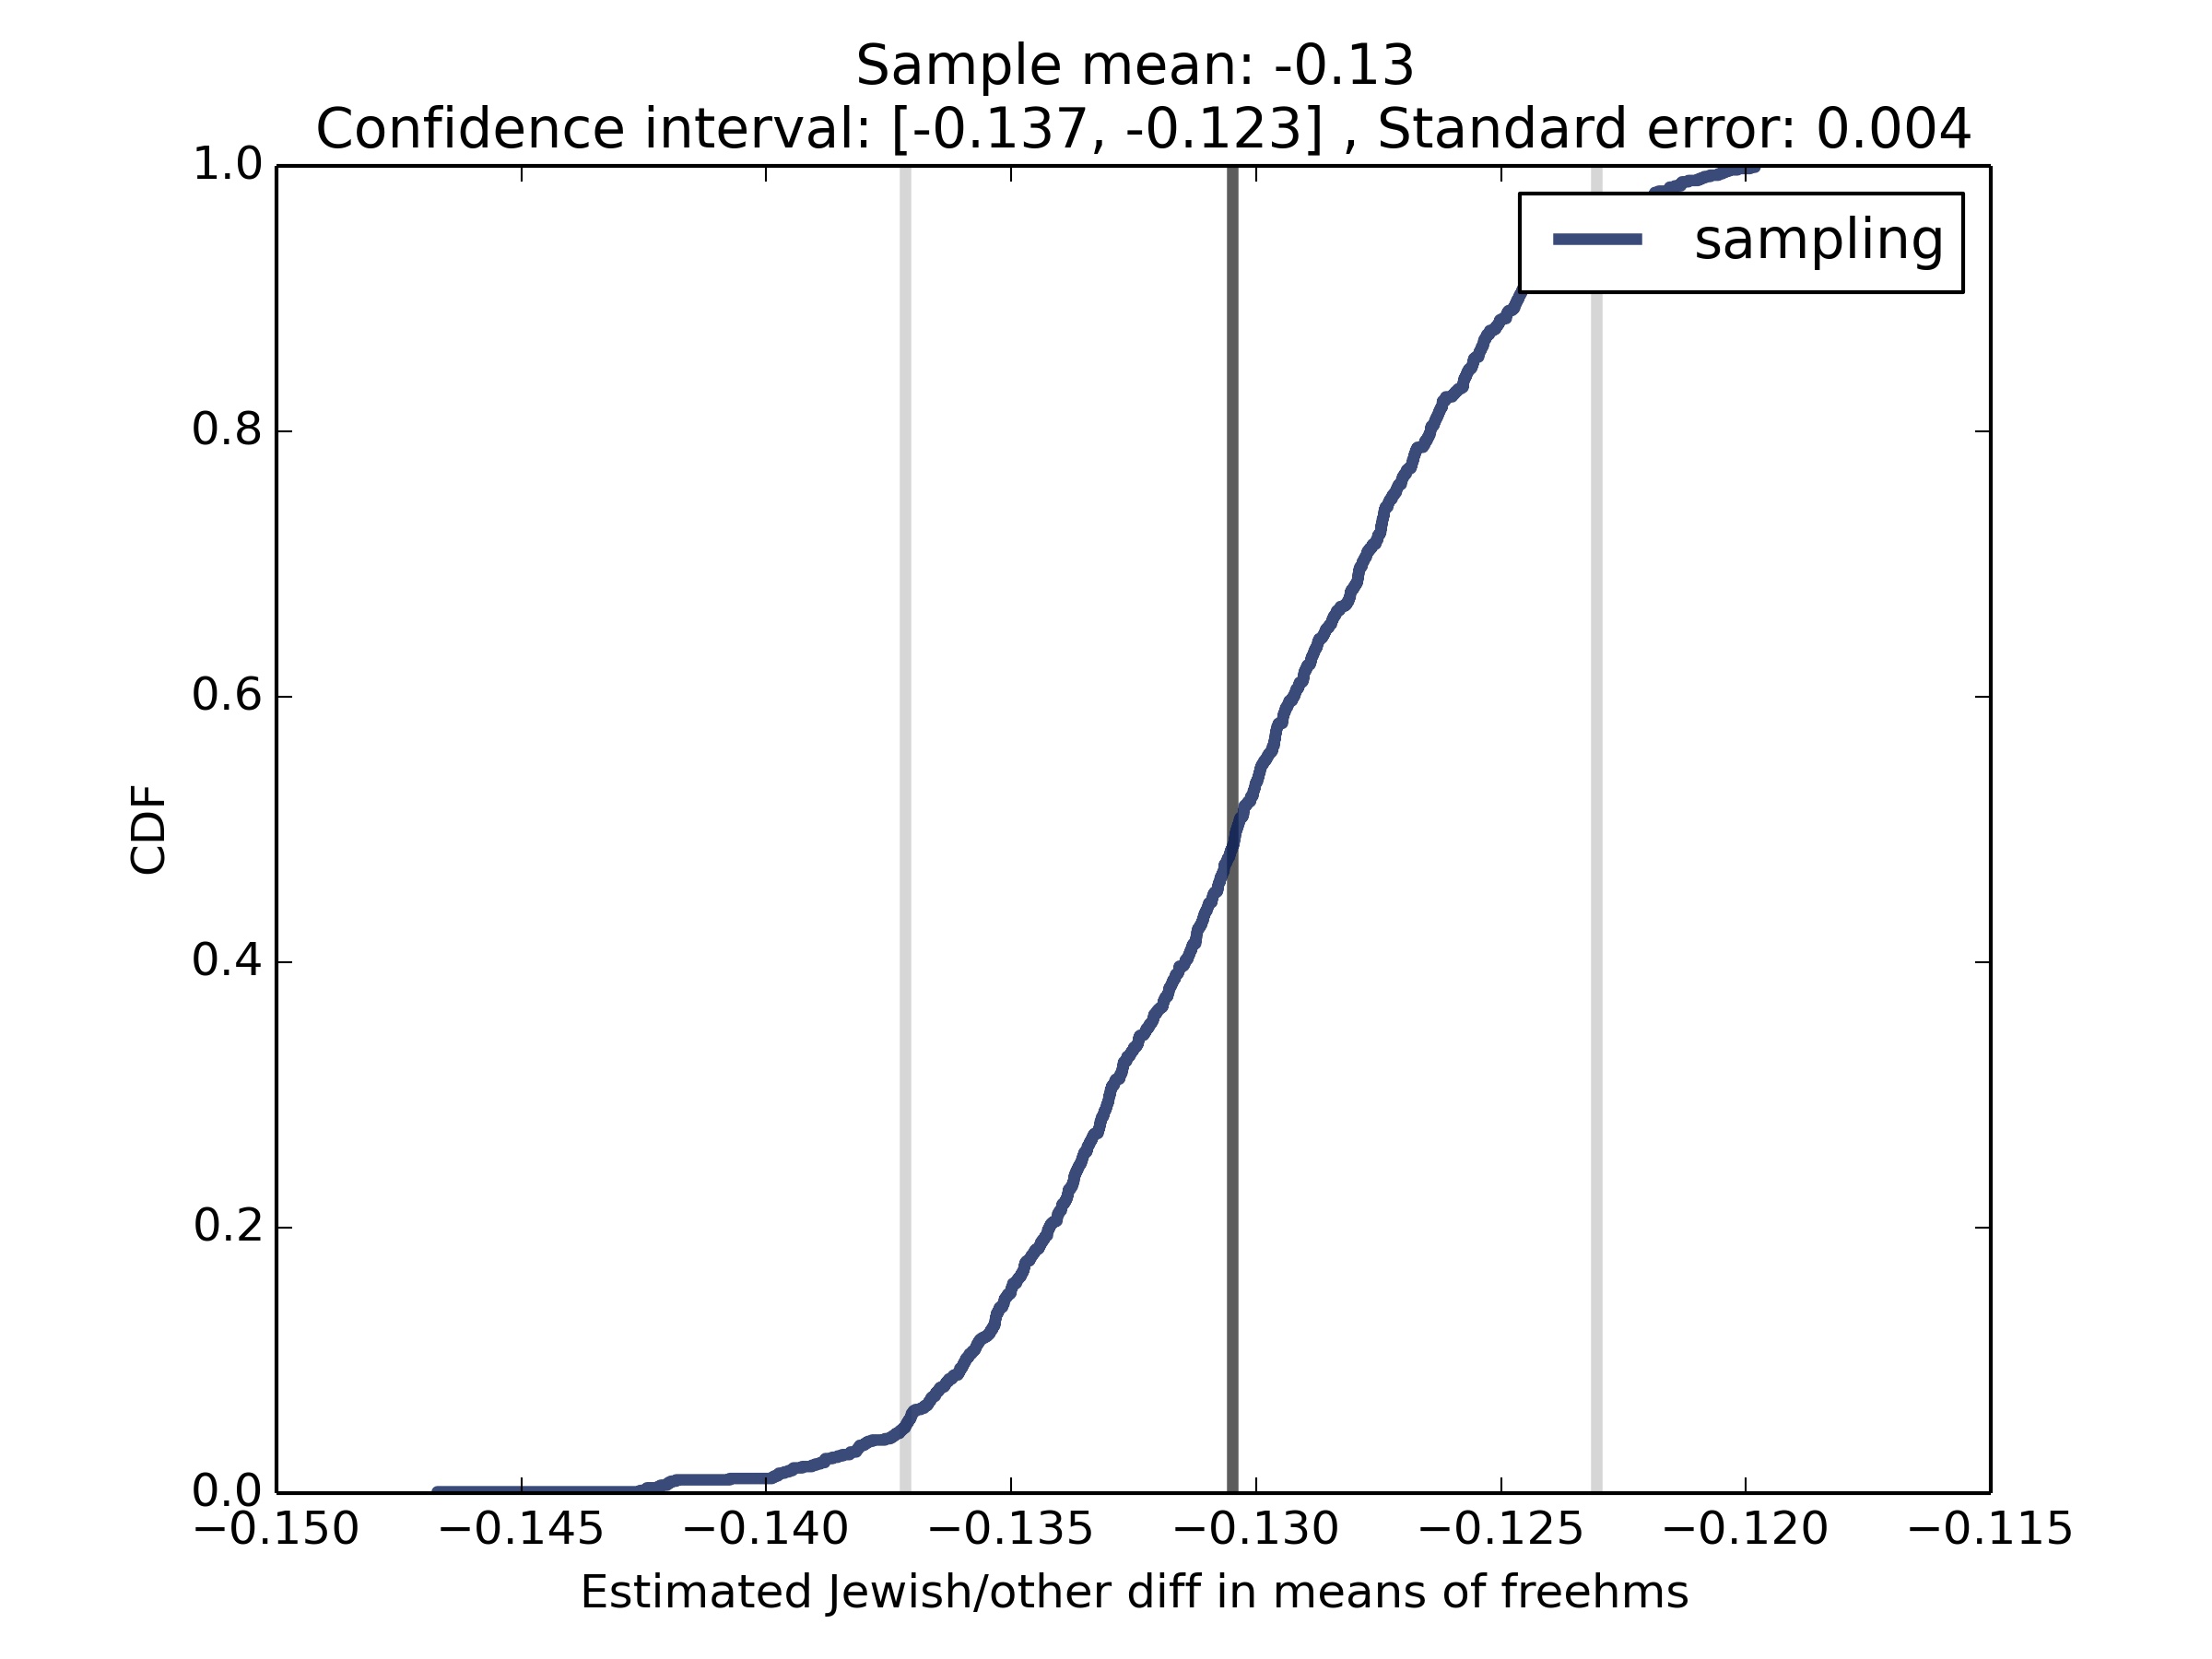 Sample mean: -0.13
Confidence interval: [-0.137, -0.123] , Standard error: 0.004
1.0
0.8
0.6
0.4
0.2
0.0
CDF
sampling
−0.150 −0.145 −0.140 −0.135 −0.130 −0.125 −0.120 −0.115
Estimated Jewish/other diff in means of freehms